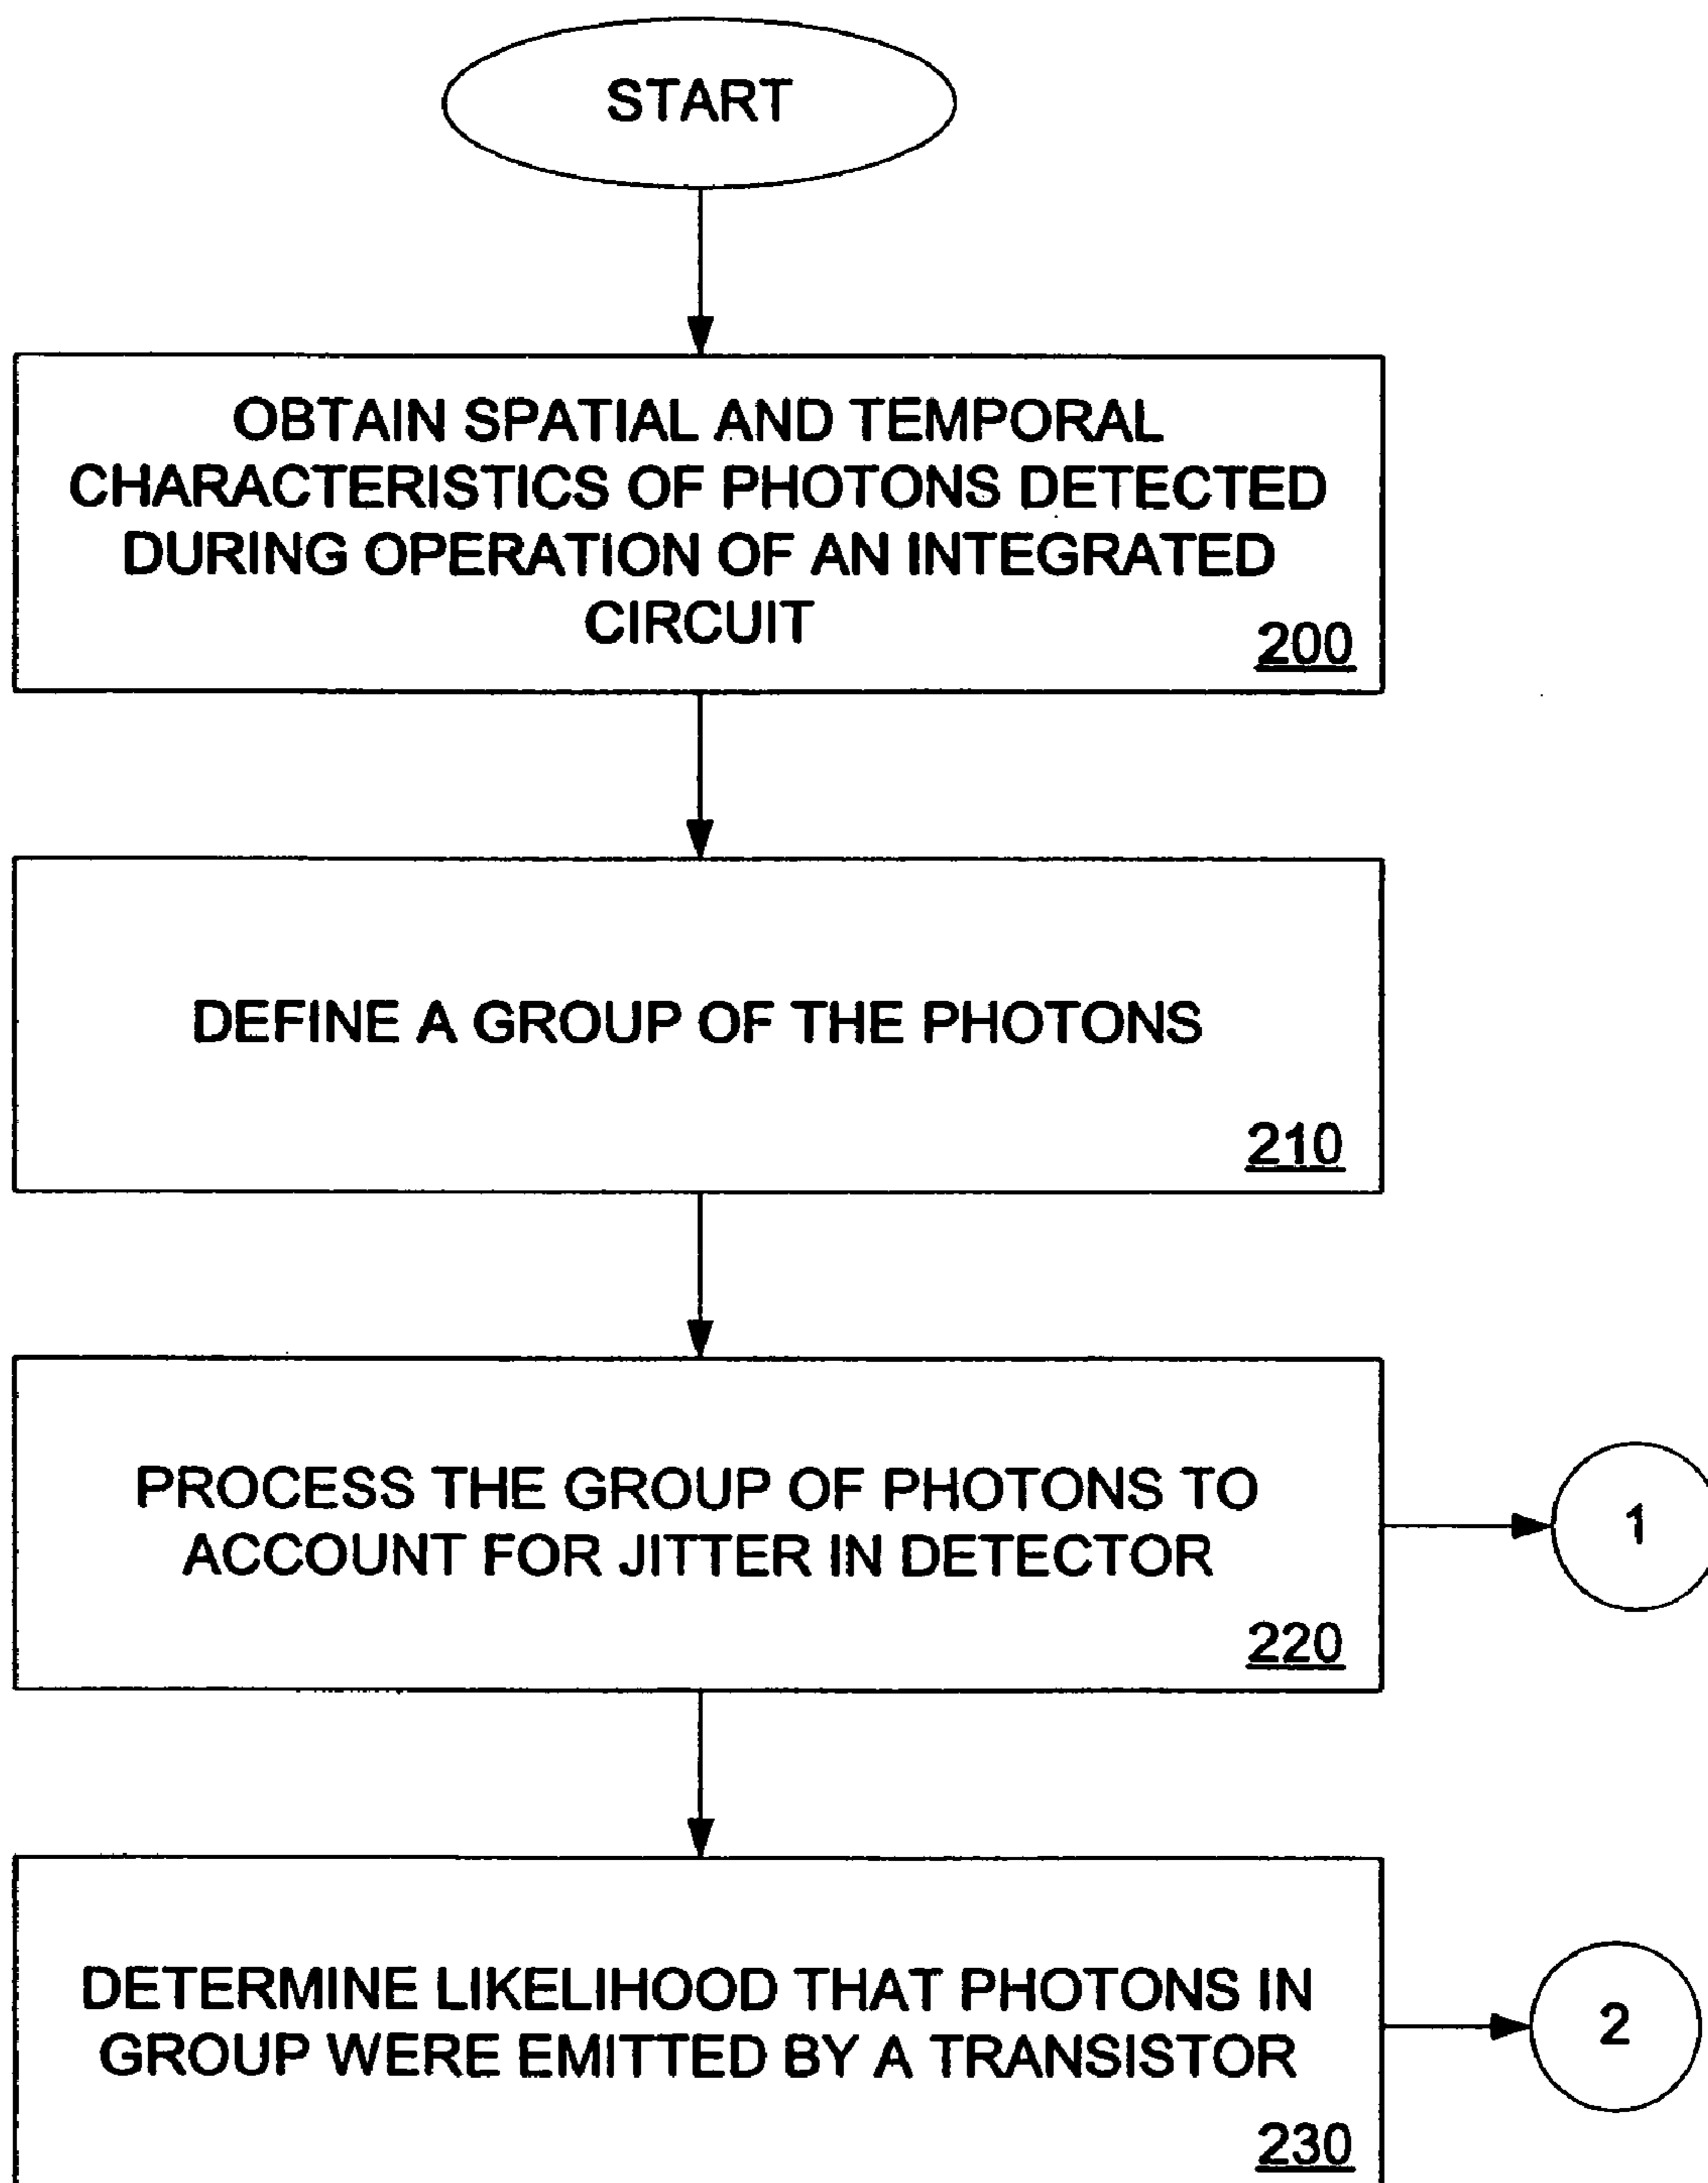 START
OBTAIN SPATIAL AND TEMPORAL
CHARACTERISTICS OF PHOTONS DETECTED
DURING OPERATION OF AN INTEGRATED
CIRCUIT
200
DEFINE A GROUP OF THE PHOTONS
210
PROCESS THE GROUP OF PHOTONS TO
ACCOUNT FOR JITTER IN DETECTOR
220
1
DETERMINE LIKELIHOOD THAT PHOTONS IN
GROUP WERE EMITTED BY A TRANSISTOR
230
2